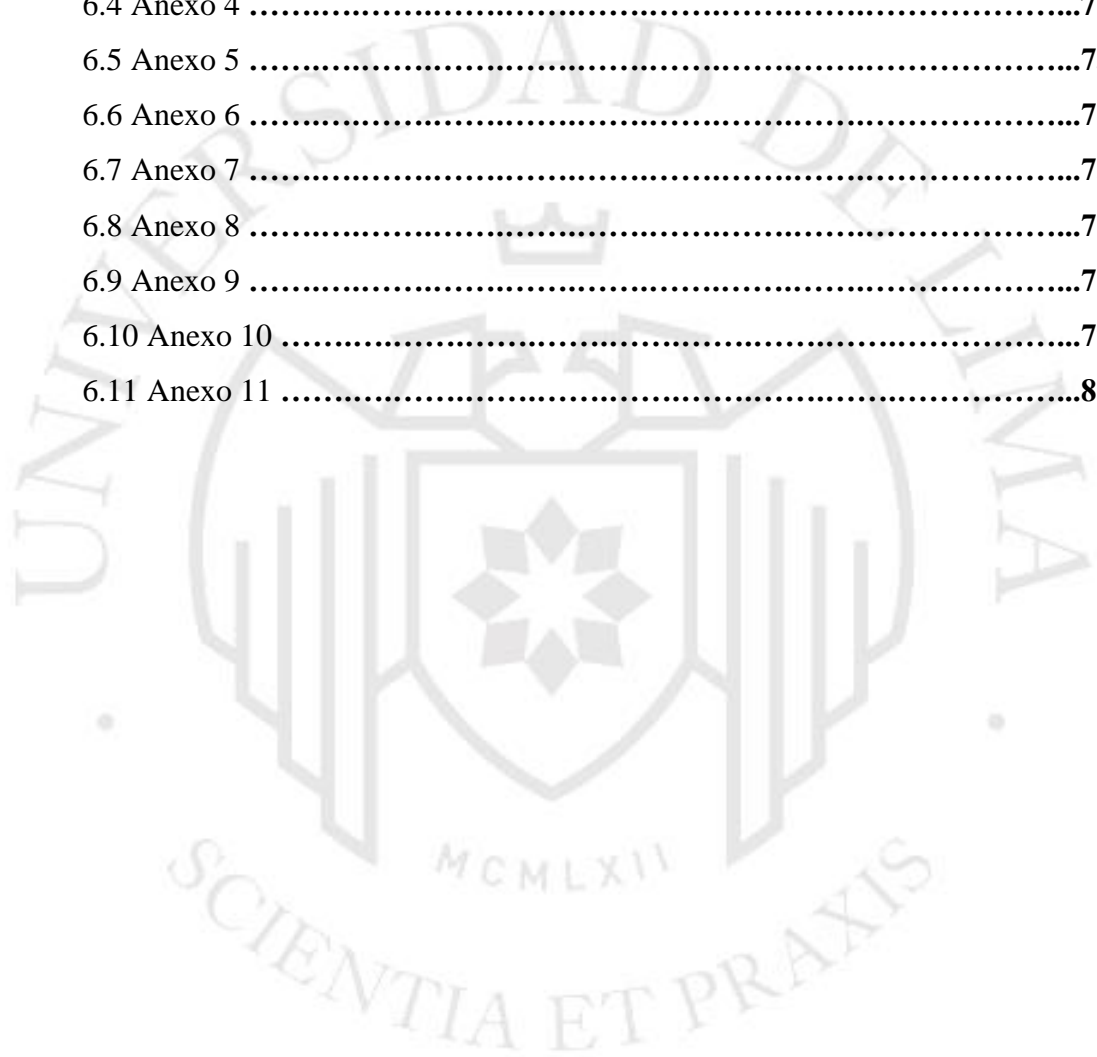 6.4 Anexo 4 ……………………………………………………………………...7
6.5 Anexo 5 ……………………………………………………………………...7
6.6 Anexo 6 ……………………………………………………………………...7
6.7 Anexo 7 ……………………………………………………………………...7
6.8 Anexo 8 ……………………………………………………………………...7
6.9 Anexo 9 ……………………………………………………………………...7
6.10 Anexo 10 …………………………………………………………………...7
6.11 Anexo 11 …………………………………………………………………...8
UNIVERSIDAD DE LIMA
MCMLXII
SCIENTIA ET PRAXIS